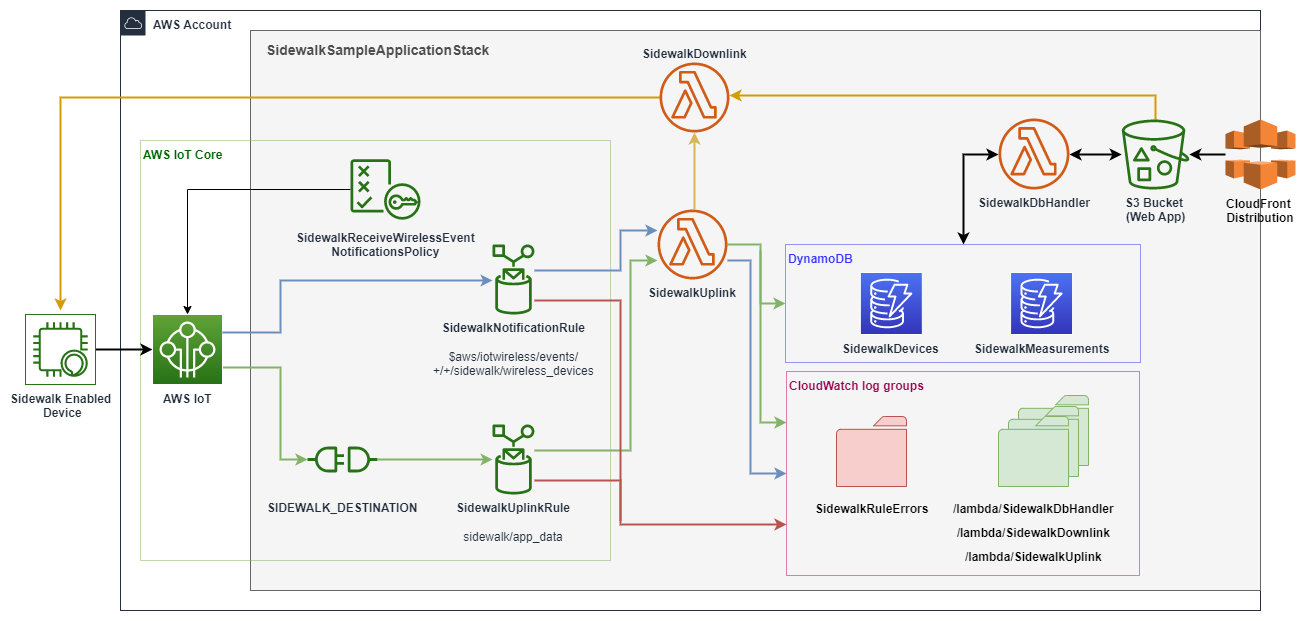 AWS Account
SidewalkSampleApplicationStack
SidewalkDownlink
AWS IoT Core
SidewalkReceiveWirelessEvent
NotificationsPolicy
SidewalkDbHandler
S3 Bucket
(Web App)
CloudFront
Distribution
SidewalkUplink
DynamoDB
SidewalkDevices
SidewalkMeasurements
SidewalkNotificationRule
$aws/iotwireless/events/
+/+/sidewalk/wireless_devices
Sidewalk Enabled
Device
AWS IoT
CloudWatch log groups
SIDEWALK_DESTINATION
SidewalkUplinkRule
sidewalk/app_data
SidewalkRuleErrors
/lambda/SidewalkDbHandler
/lambda/SidewalkDownlink
/lambda/SidewalkUplink